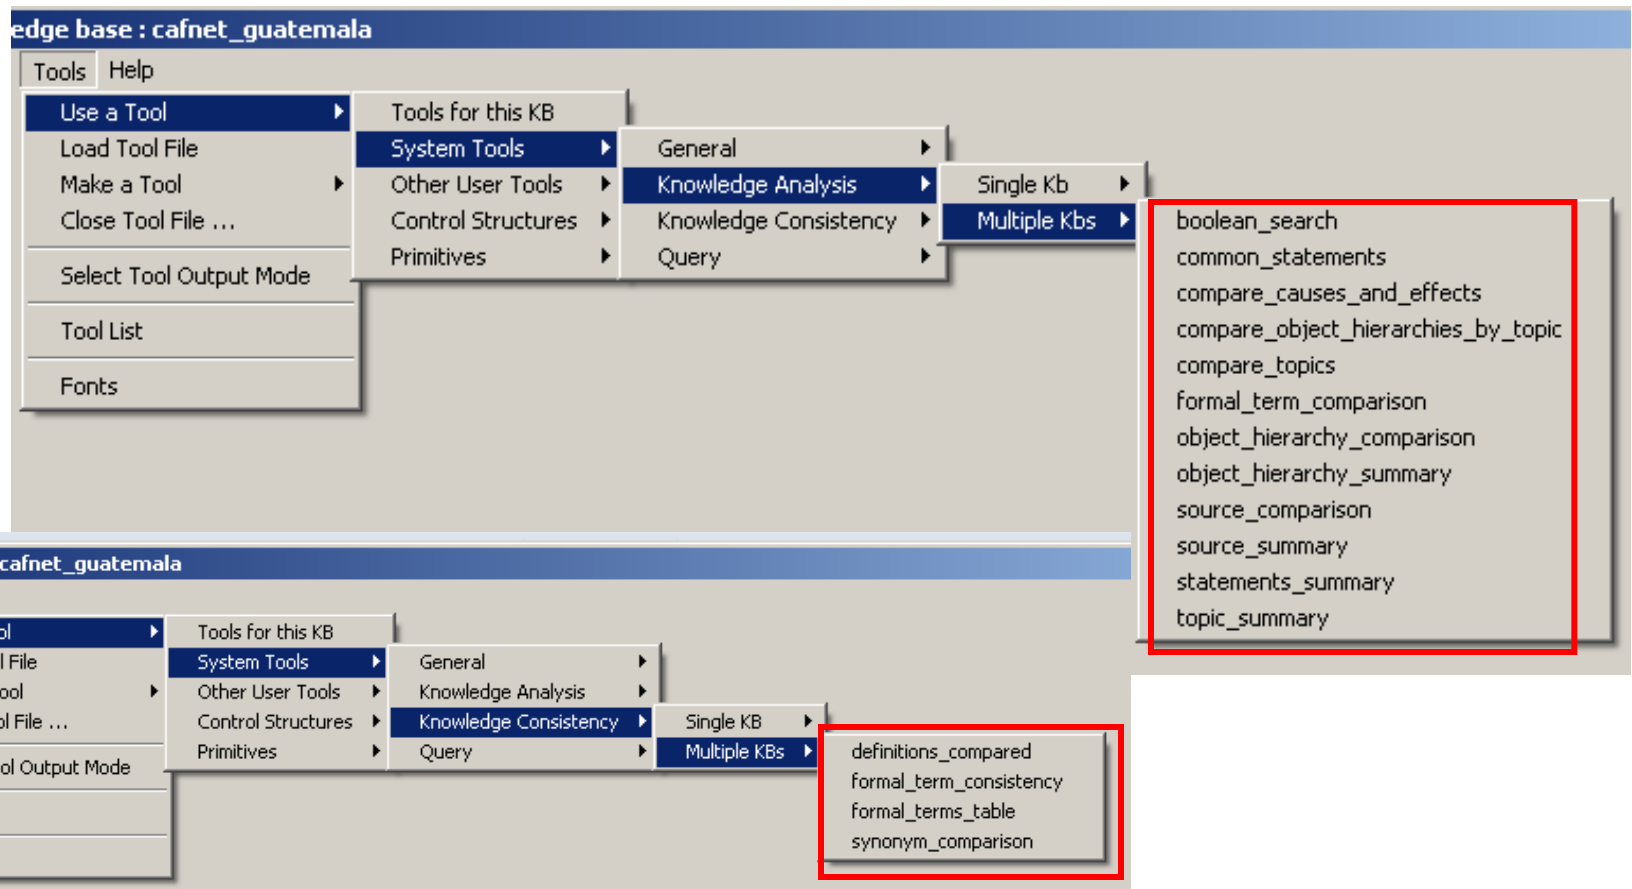 edge base : cafnet_guatemala
Tools Help
Use a Tool
Load Tool File
Make a Tool
Close Tool File ...
Select Tool Output Mode
Tool List
Fonts
Tools for this KB
System Tools
Other User Tools
Control Structures
Primitives
General
Knowledge Analysis
Knowledge Consistency
Query
Single Kb
Multiple Kbs
boolean_search
common_statements
compare_causes_and_effects
compare_object_hierarchies_by_topic
compare_topics
formal_term_comparison
object_hierarchy_comparison
object_hierarchy_summary
source_comparison
source_summary
statements_summary
topic_summary
cafnet_guatemala
ol
l File
ool
ol File ...
ol Output Mode
Tools for this KB
System Tools
Other User Tools
Control Structures
Primitives
General
Knowledge Analysis
Knowledge Consistency
Query
Single KB
Multiple KBs
definitions_compared
formal_term_consistency
formal_terms_table
synonym_comparison